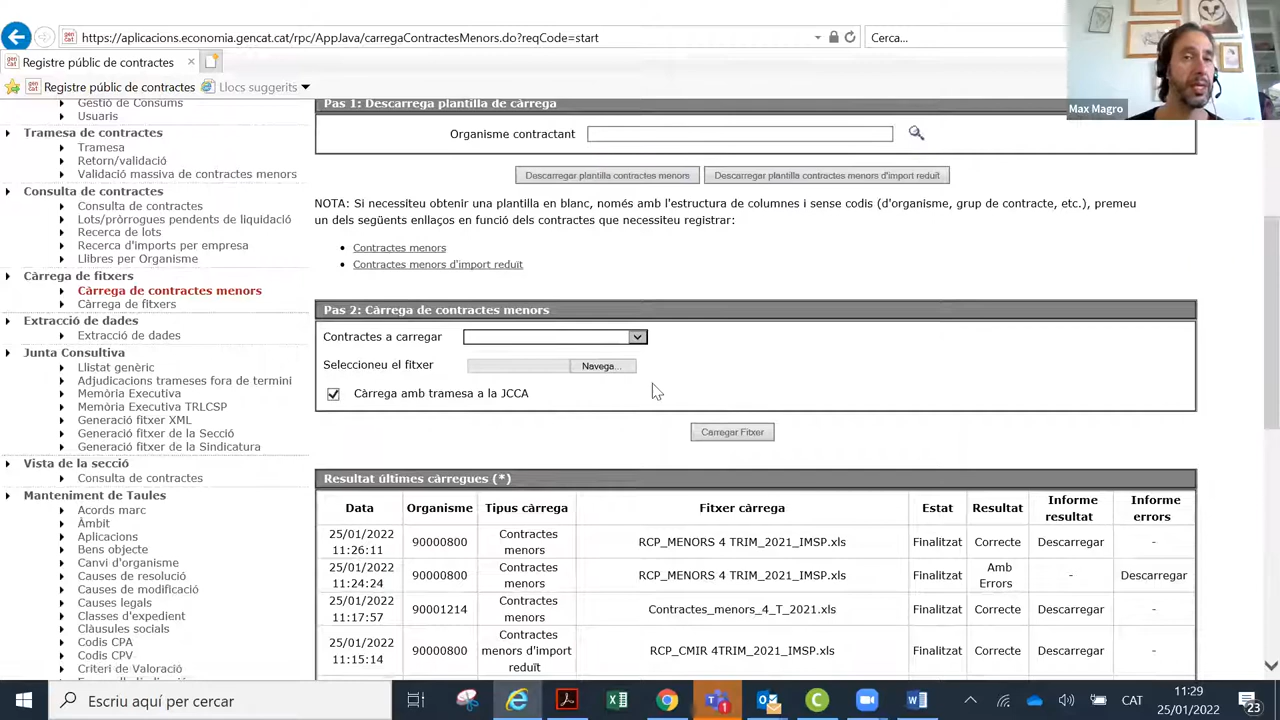 https://aplicacions.economia.gencat.cat/rpc/AppJava/carregaContractesMenors.do?reqCode=start
Cerca...
Registre públic de contractes
Registre públic de contractes
Llocs suggerits
Max Magro
Gestió de Consums
Usuaris
Tramesa de contractes
Tramesa
Retorn/validació
Validació massiva de contractes menors
Consulta de contractes
Consulta de contractes
Lots/pròrrogues pendents de liquidació
Recerca de lots
Recerca d'imports per empresa
Llibres per Organisme
Càrrega de fitxers
Càrrega de contractes menors
Càrrega de fitxers
Extracció de dades
Extracció de dades
Junta Consultiva
Llistat genèric
Adjudicacions trameses fora de termini
Memòria Executiva
Memòria Executiva TRLCSP
Generació fitxer XML
Generació fitxer de la Secció
Generació fitxer de la Sindicatura
Vista de la secció
Consulta de contractes
Manteniment de Taules
Acords marc
Àmbit
Aplicacions
Bens objecte
Canvi d'organisme
Causes de resolució
Causes de modificació
Causes legals
Classes d'expedient
Clàusules socials
Codis CPA
Codis CPV
Criteri de Valoració
Pas 1: Descarrega plantilla de càrrega
Organisme contractant
Descarregar plantilla contractes menors
Descarregar plantilla contractes menors d'import reduït
NOTA: Si necessiteu obtenir una plantilla en blanc, només amb l'estructura de columnes i sense codis (d'organisme, grup de contracte, etc.), premeu
un dels següents enllaços en funció dels contractes que necessiteu registrar:
Contractes menors
Contractes menors d'import reduït
Pas 2: Càrrega de contractes menors
Contractes a carregar
Seleccioneu el fitxer
Navega...
Càrrega amb tramesa a la JCCA
Carregar Fitxer
Resultat últimes càrregues (*)
Data Organisme Tipus càrrega Fitxer càrrega Estat Resultat Informe resultat Informe errors
25/01/2022 11:26:11 90000800 Contractes menors RCP_MENORS 4 TRIM_2021_IMSP.xls Finalitzat Correcte Descarregar -
25/01/2022 11:24:24 90000800 Contractes menors RCP_MENORS 4 TRIM_2021_IMSP.xls Finalitzat Amb Errors - Descarregar
25/01/2022 11:17:57 90001214 Contractes menors Contractes_menors_4_T_2021.xls Finalitzat Correcte Descarregar -
25/01/2022 11:15:14 90000800 Contractes menors d'import reduït RCP_CMIR 4TRIM_2021_IMSP.xls Finalitzat Correcte Descarregar -
Escriu aquí per cercar
CAT
11:29
25/01/2022
23